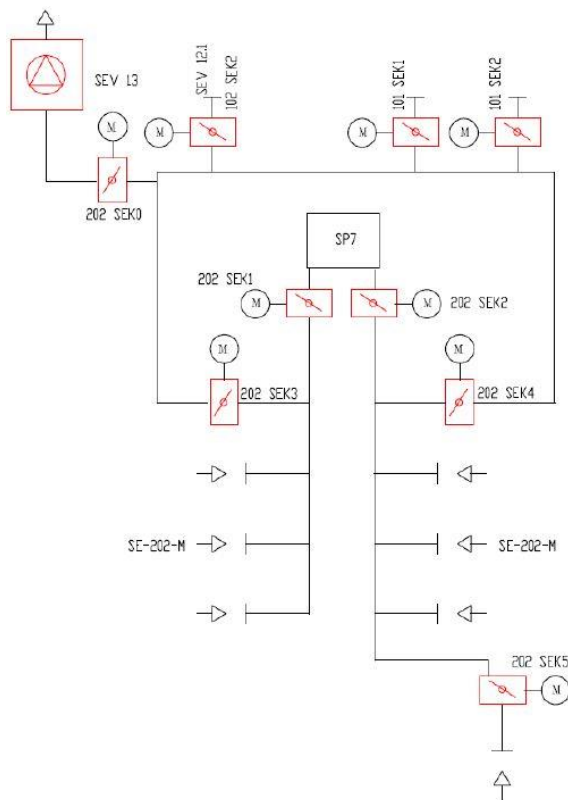 SEV 13
M
202 SEK0
SEV 12.1
102 SEK2
M
101 SEK1
M
101 SEK2
M
SP7
202 SEK1
M
202 SEK2
M
M
202 SEK3
M
202 SEK4
SE-202-M
SE-202-M
202 SEK5
M